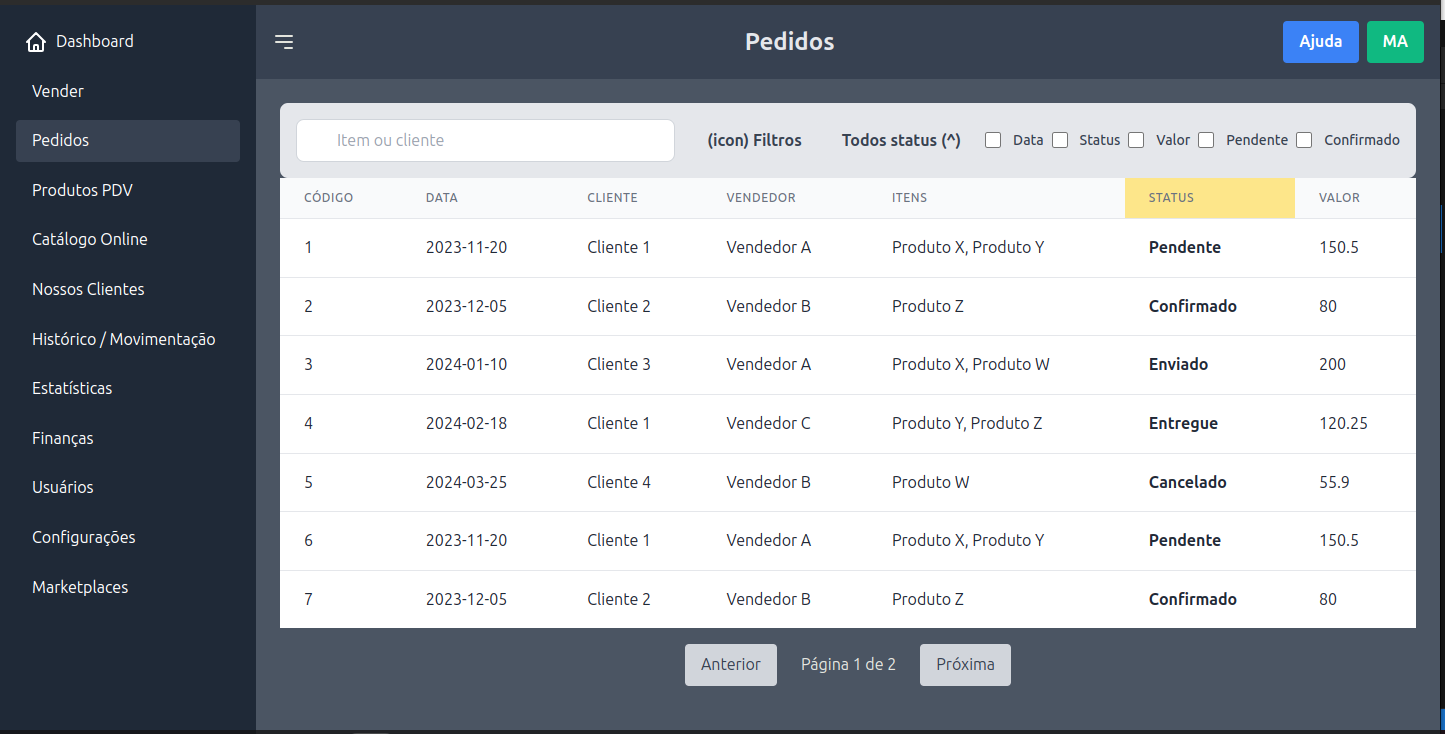 Dashboard
Vender
Pedidos
Produtos PDV
Catálogo Online
Nossos Clientes
Histórico / Movimentação
Estatísticas
Finanças
Usuários
Configurações
Marketplaces
Pedidos
Ajuda
MA
Item ou cliente
(icon) Filtros
Todos status (^)
Data
Status
Valor
Pendente
Confirmado
CÓDIGO DATA CLIENTE VENDEDOR ITENS STATUS VALOR
1 2023-11-20 Cliente 1 Vendedor A Produto X, Produto Y Pendente 150.5
2 2023-12-05 Cliente 2 Vendedor B Produto Z Confirmado 80
3 2024-01-10 Cliente 3 Vendedor A Produto X, Produto W Enviado 200
4 2024-02-18 Cliente 1 Vendedor C Produto Y, Produto Z Entregue 120.25
5 2024-03-25 Cliente 4 Vendedor B Produto W Cancelado 55.9
6 2023-11-20 Cliente 1 Vendedor A Produto X, Produto Y Pendente 150.5
7 2023-12-05 Cliente 2 Vendedor B Produto Z Confirmado 80
Anterior
Página 1 de 2
Próxima